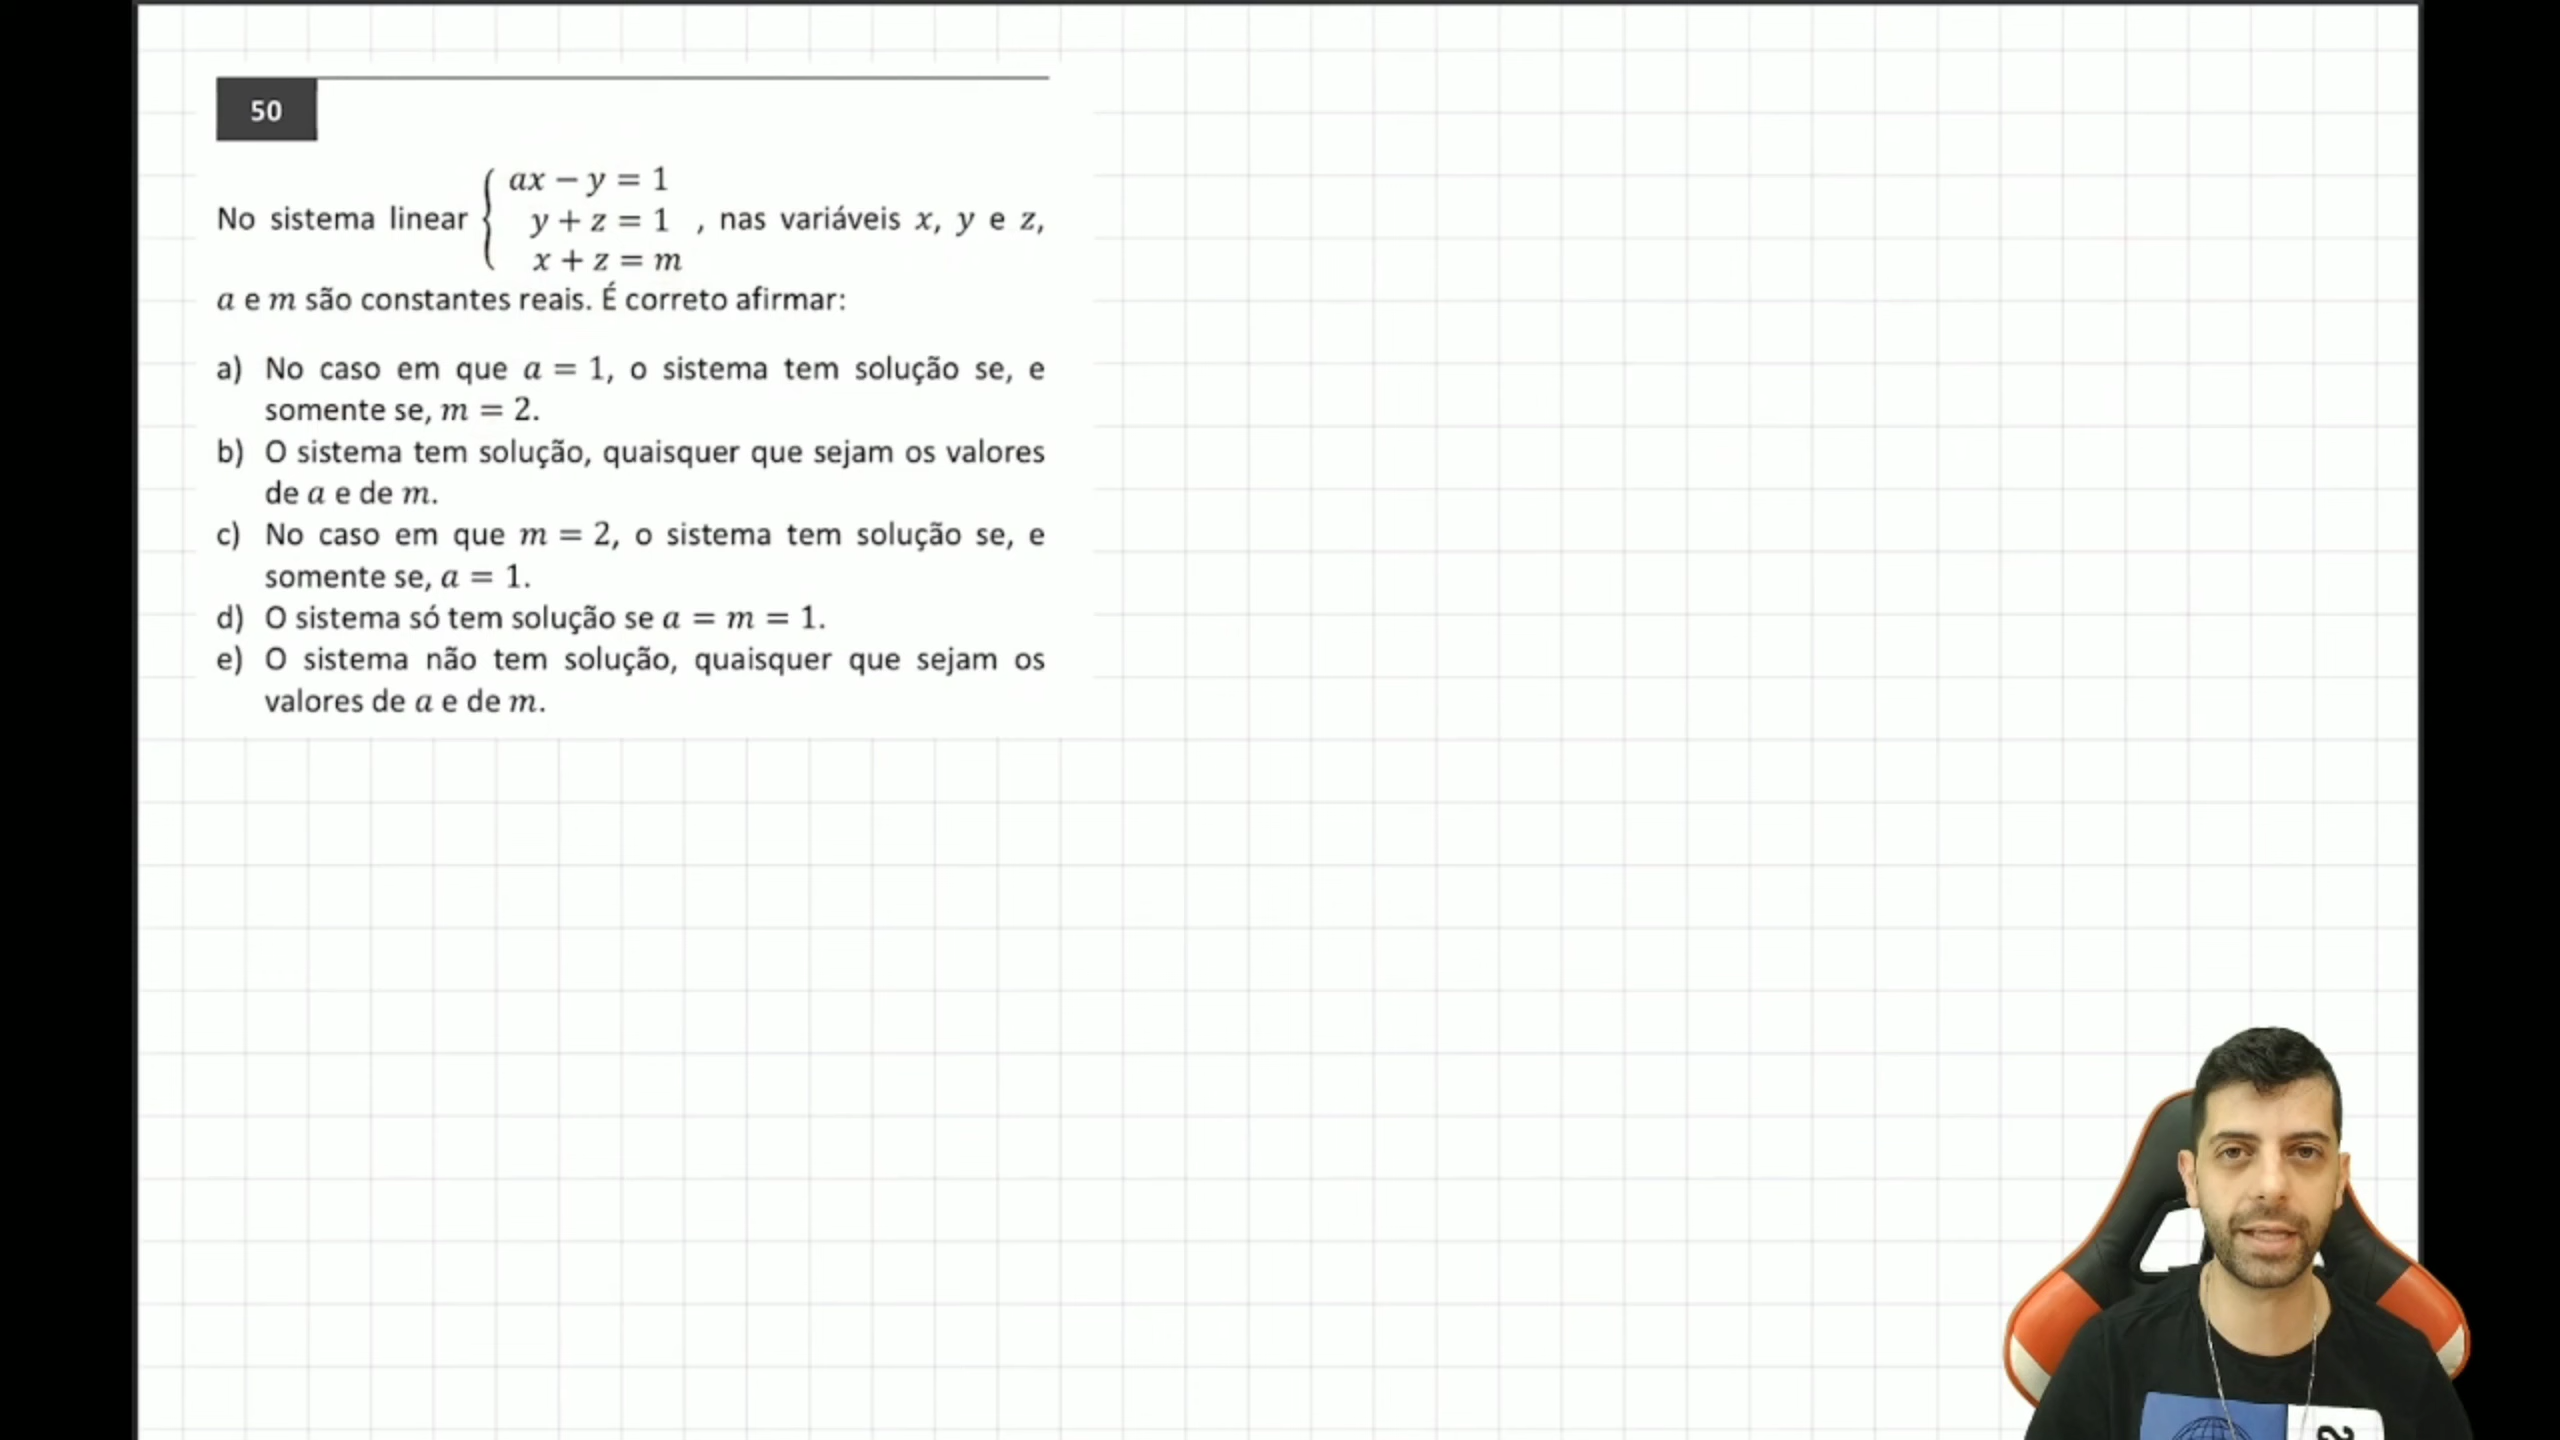 50
ax − y = 1
No sistema linear { y + z = 1 , nas variáveis x, y e z,
x + z = m
a e m são constantes reais. É correto afirmar:
a) No caso em que a = 1, o sistema tem solução se, e
somente se, m = 2.
b) O sistema tem solução, quaisquer que sejam os valores
de a e de m.
c) No caso em que m = 2, o sistema tem solução se, e
somente se, a = 1.
d) O sistema só tem solução se a = m = 1.
e) O sistema não tem solução, quaisquer que sejam os
valores de a e de m.